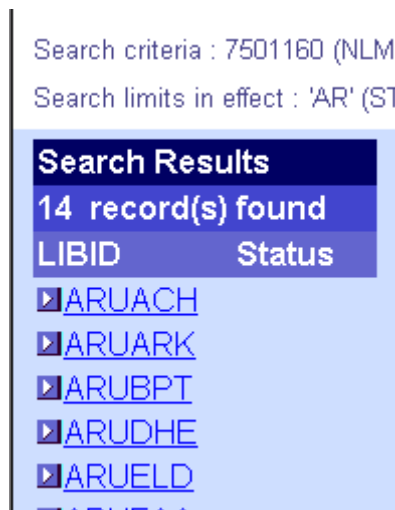 Search criteria : 7501160 (NLM
Search limits in effect : 'AR' (ST
Search Results
14 record(s) found
LIBID Status
ARUACH
ARUARK
ARUBPT
ARUDHE
ARUELD